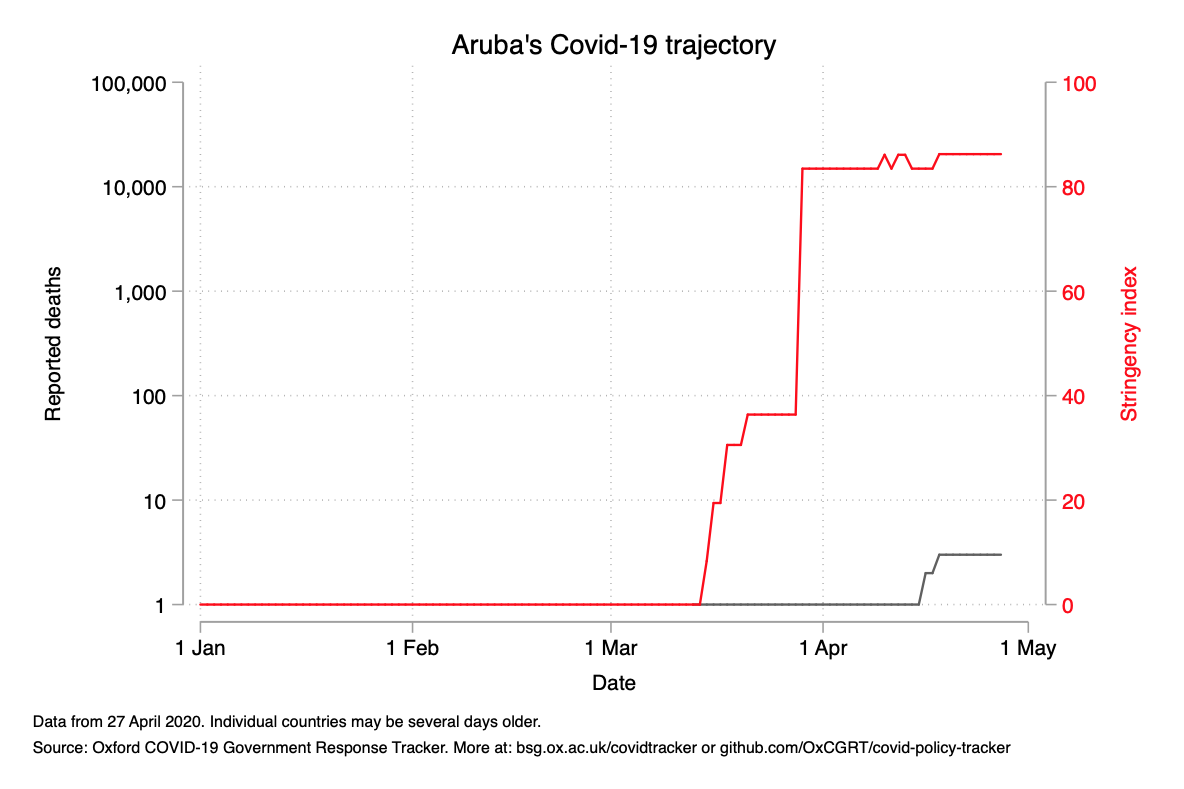 Aruba's Covid-19 trajectory
100,000
10,000
1,000
100
10
1
Reported deaths
100
80
60
40
20
0
Stringency index
1 Jan
1 Feb
1 Mar
1 Apr
1 May
Date
Data from 27 April 2020. Individual countries may be several days older.
Source: Oxford COVID-19 Government Response Tracker. More at: bsg.ox.ac.uk/covidtracker or github.com/OxCGRT/covid-policy-tracker